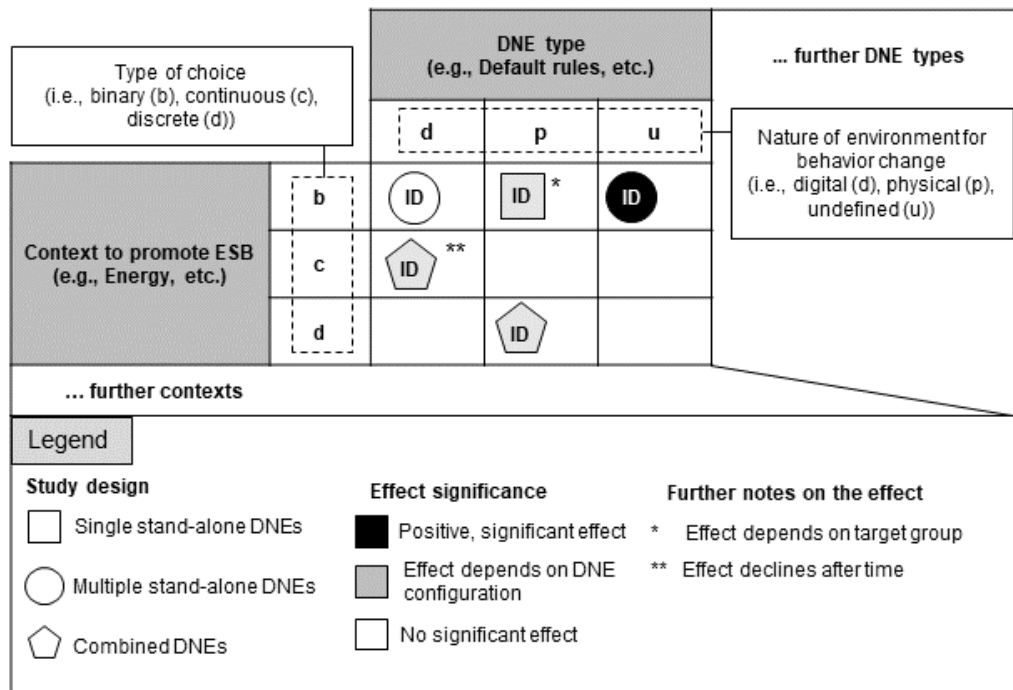 DNE type
(e.g., Default rules, etc.)
... further DNE types
Type of choice
(i.e., binary (b), continuous (c),
discrete (d))
d p u
Nature of environment for
behavior change
(i.e., digital (d), physical (p),
undefined (u))
Context to promote ESB
(e.g., Energy, etc.)
b ID ID * ID
c ID **
d ID
... further contexts
Legend
Study design
Single stand-alone DNEs
Multiple stand-alone DNEs
Combined DNEs
Effect significance
Positive, significant effect
Effect depends on DNE
configuration
No significant effect
Further notes on the effect
* Effect depends on target group
** Effect declines after time